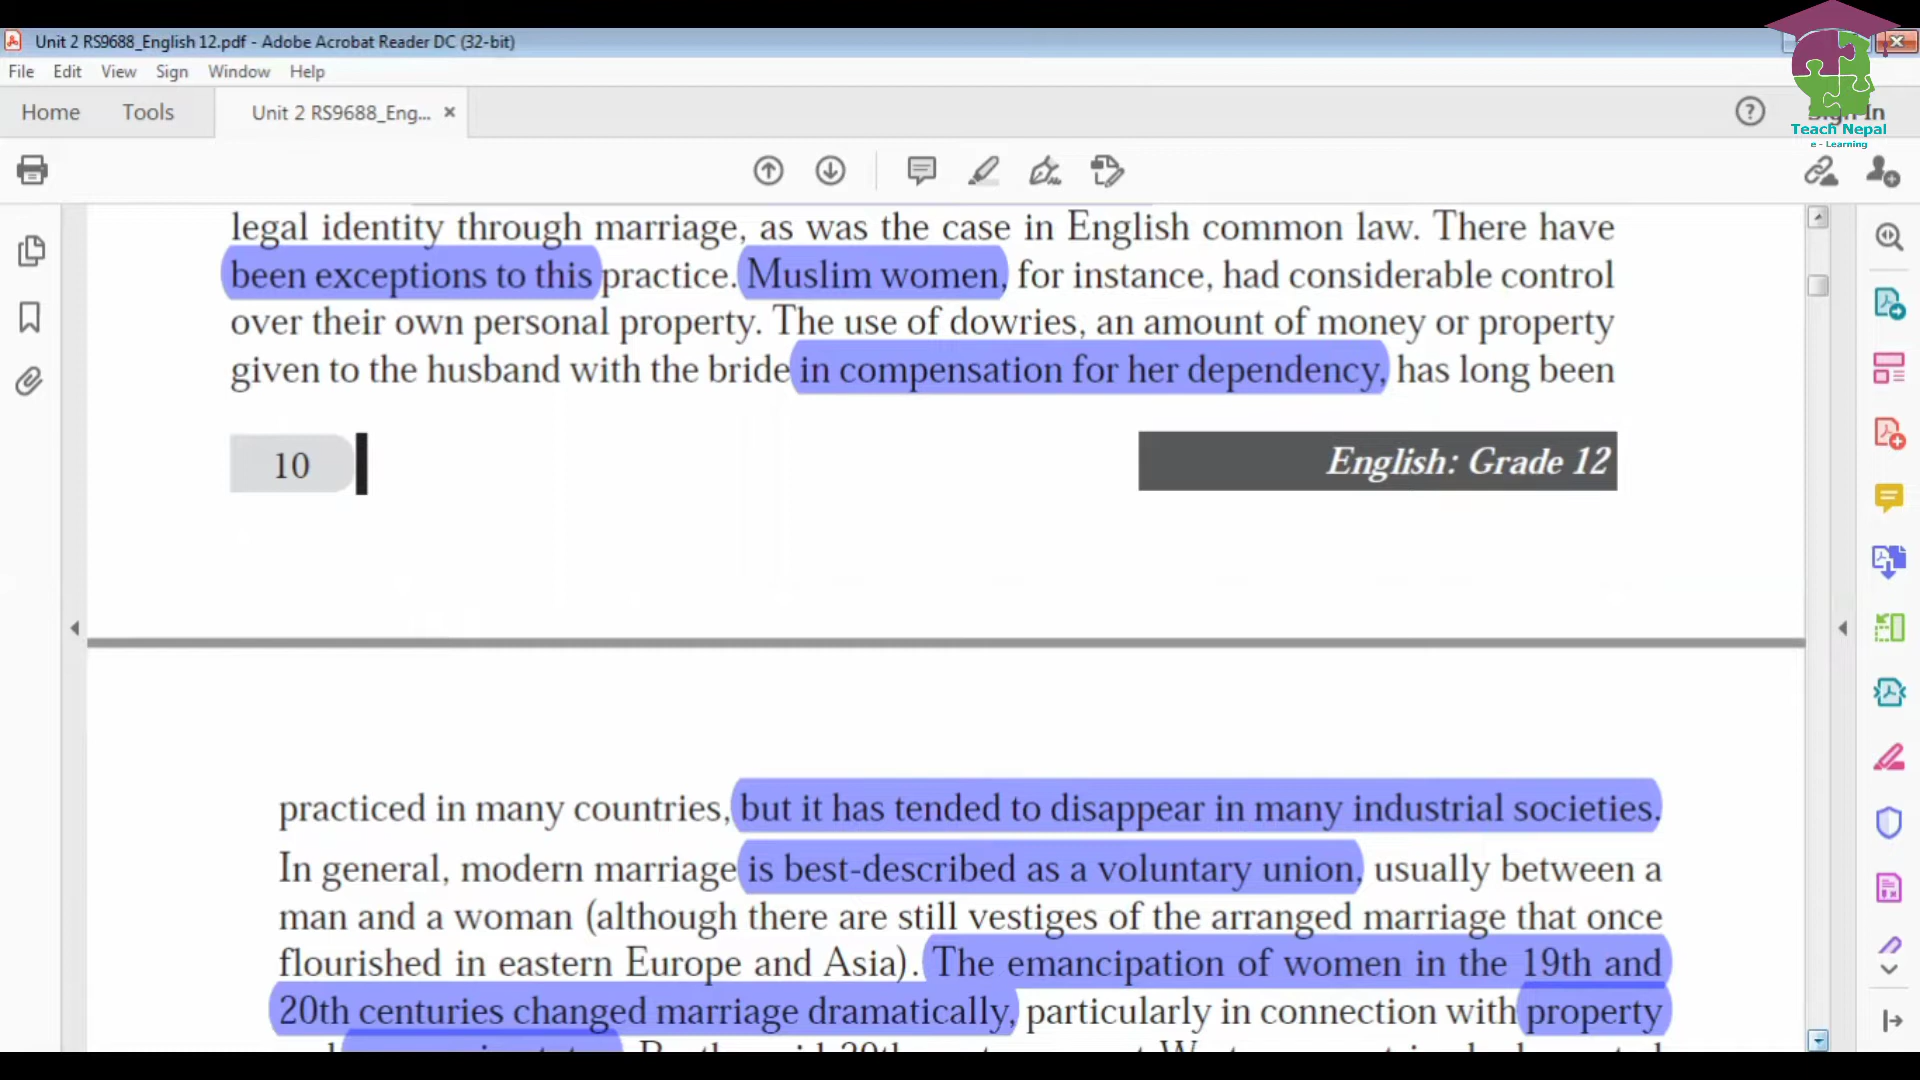 Unit 2 RS9688_English 12.pdf - Adobe Acrobat Reader DC (32-bit)
File Edit View Sign Window Help
Home Tools Unit 2 RS9688_Eng... ×
Teach Nepal
e - Learning
legal identity through marriage, as was the case in English common law. There have
been exceptions to this practice. Muslim women, for instance, had considerable control
over their own personal property. The use of dowries, an amount of money or property
given to the husband with the bride in compensation for her dependency, has long been
10
English: Grade 12
practiced in many countries, but it has tended to disappear in many industrial societies.
In general, modern marriage is best-described as a voluntary union, usually between a
man and a woman (although there are still vestiges of the arranged marriage that once
flourished in eastern Europe and Asia). The emancipation of women in the 19th and
20th centuries changed marriage dramatically, particularly in connection with property